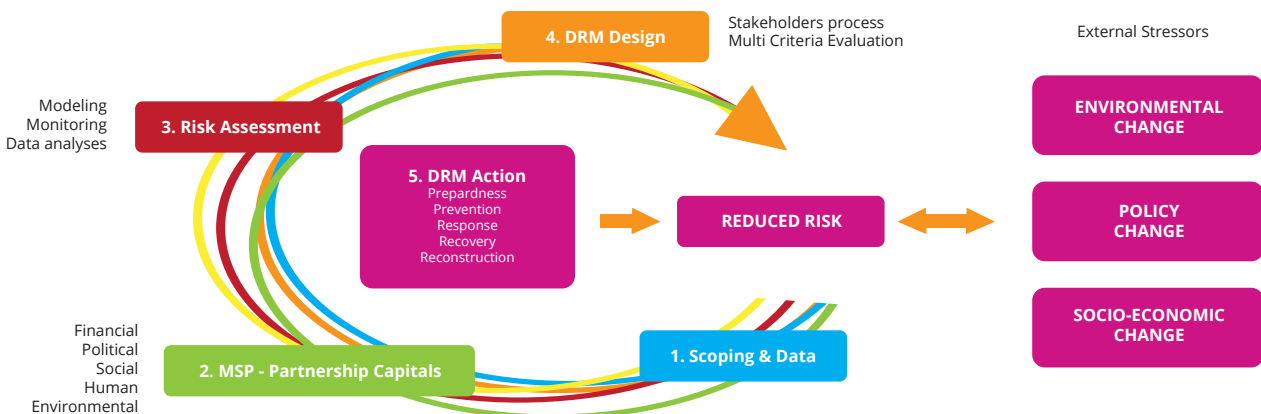 4. DRM Design
Stakeholders process
Multi Criteria Evaluation
External Stressors
Modeling
Monitoring
Data analyses
3. Risk Assessment
ENVIRONMENTAL
CHANGE
5. DRM Action
Prepardness
Prevention
Response
Recovery
Reconstruction
REDUCED RISK
POLICY
CHANGE
SOCIO-ECONOMIC
CHANGE
Financial
Political
Social
Human
Environmental
2. MSP - Partnership Capitals
1. Scoping & Data